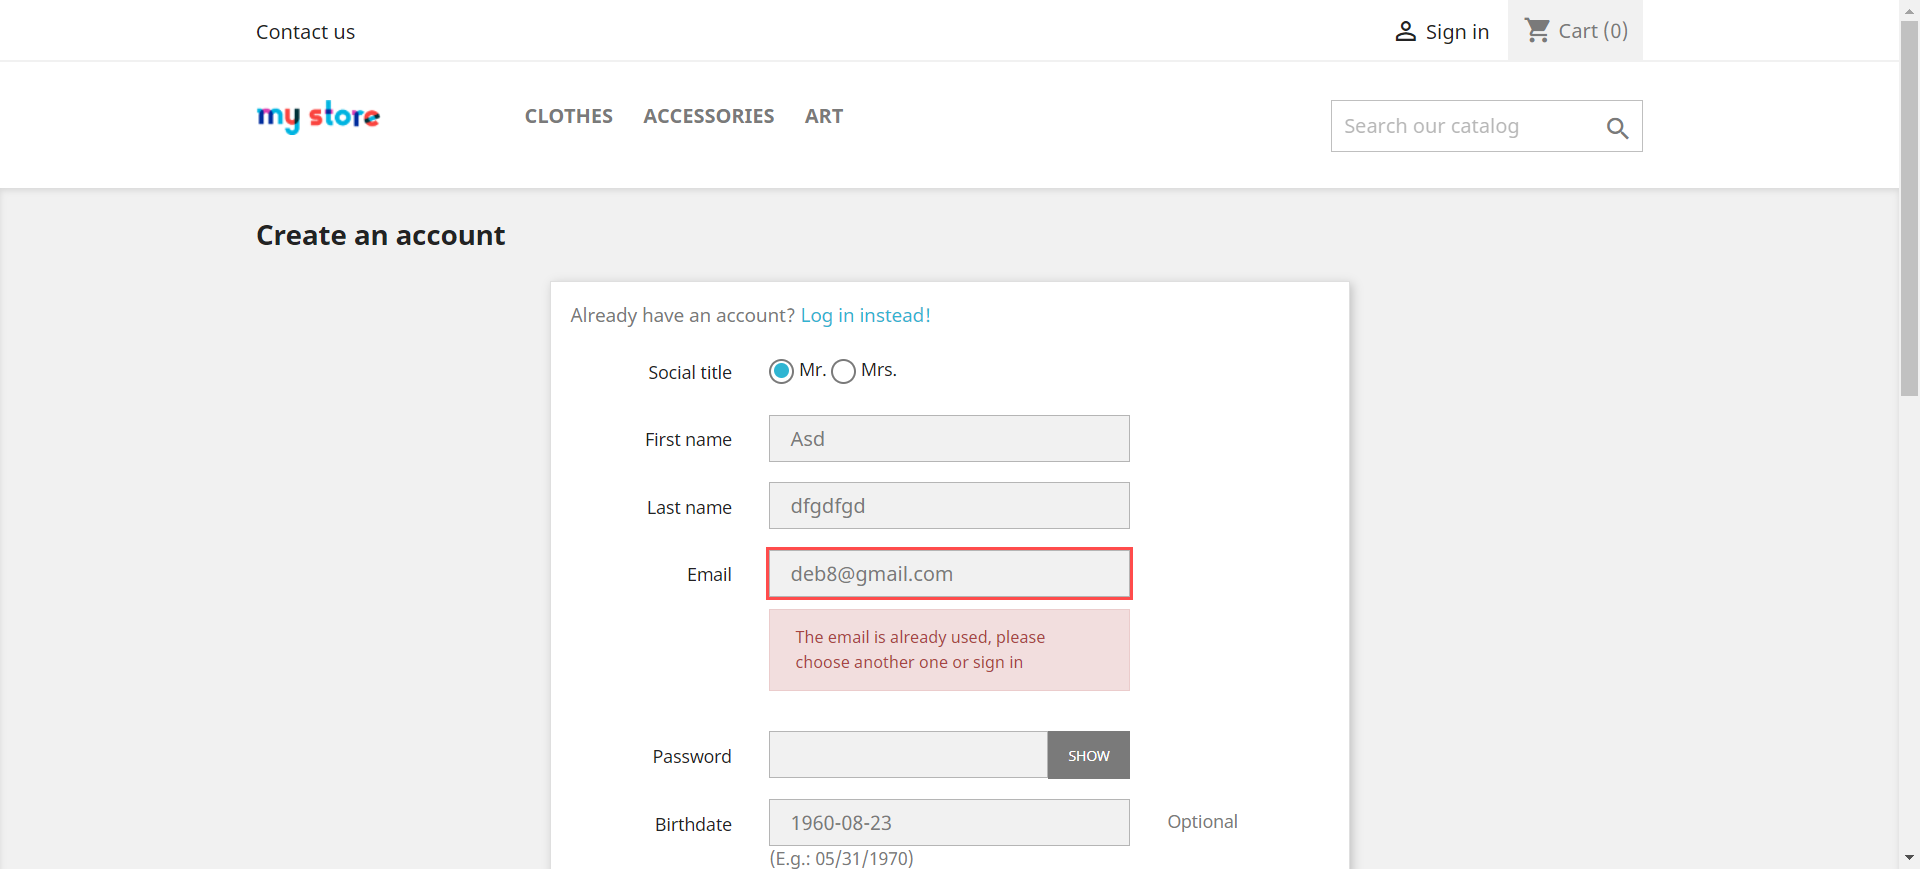 Contact us
Sign in
Cart (0)
my store
CLOTHES ACCESSORIES ART
Search our catalog
Create an account
Already have an account? Log in instead!
Social title
Mr. Mrs.
First name
Asd
Last name
dfgdfgd
Email
deb8@gmail.com
The email is already used, please
choose another one or sign in
Password
SHOW
Birthdate
1960-08-23
Optional
(E.g.: 05/31/1970)